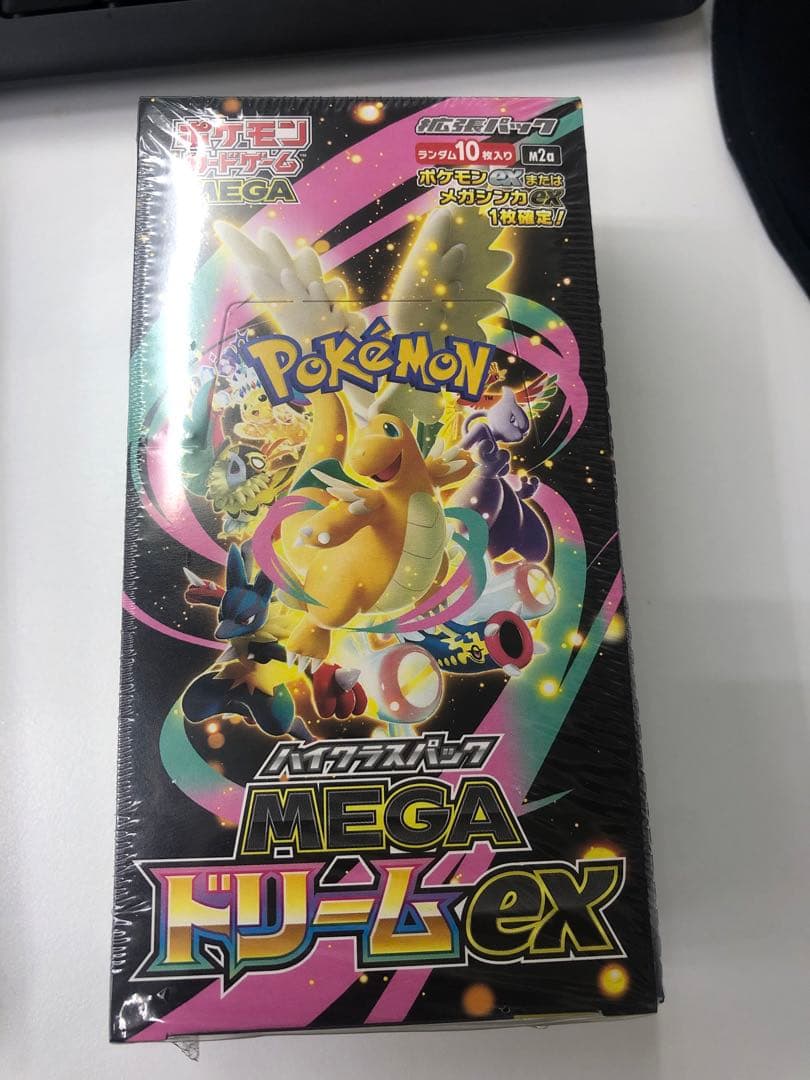 ポケモン
カードゲーム
MEGA
拡張パック
ランダム10枚入り
M2a
ポケモンexまたは
メガシンカex
1枚確定!
POKéMON
TM
ハイクラスパック
MEGA
ドリームex